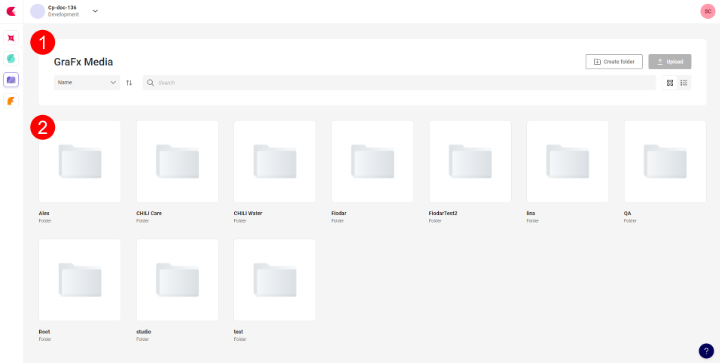 Cp-doc-136
Development
SC
1
GraFx Media
Create folder
Upload
Name
Search
2
Alex
CHILI Care
CHILI Water
Fiodar
FiodarTest2
lina
QA
Folder
Folder
Folder
Folder
Folder
Folder
Folder
Root
studio
test
Folder
Folder
Folder
?